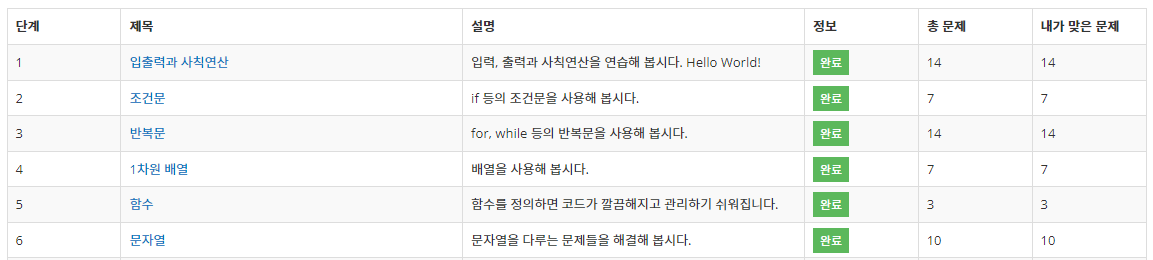 단계 제목 설명 정보 총 문제 내가 맞은 문제
1 입출력과 사칙연산 입력, 출력과 사칙연산을 연습해 봅시다. Hello World! 완료 14 14
2 조건문 if 등의 조건문을 사용해 봅시다. 완료 7 7
3 반복문 for, while 등의 반복문을 사용해 봅시다. 완료 14 14
4 1차원 배열 배열을 사용해 봅시다. 완료 7 7
5 함수 함수를 정의하면 코드가 깔끔해지고 관리하기 쉬워집니다. 완료 3 3
6 문자열 문자열을 다루는 문제들을 해결해 봅시다. 완료 10 10